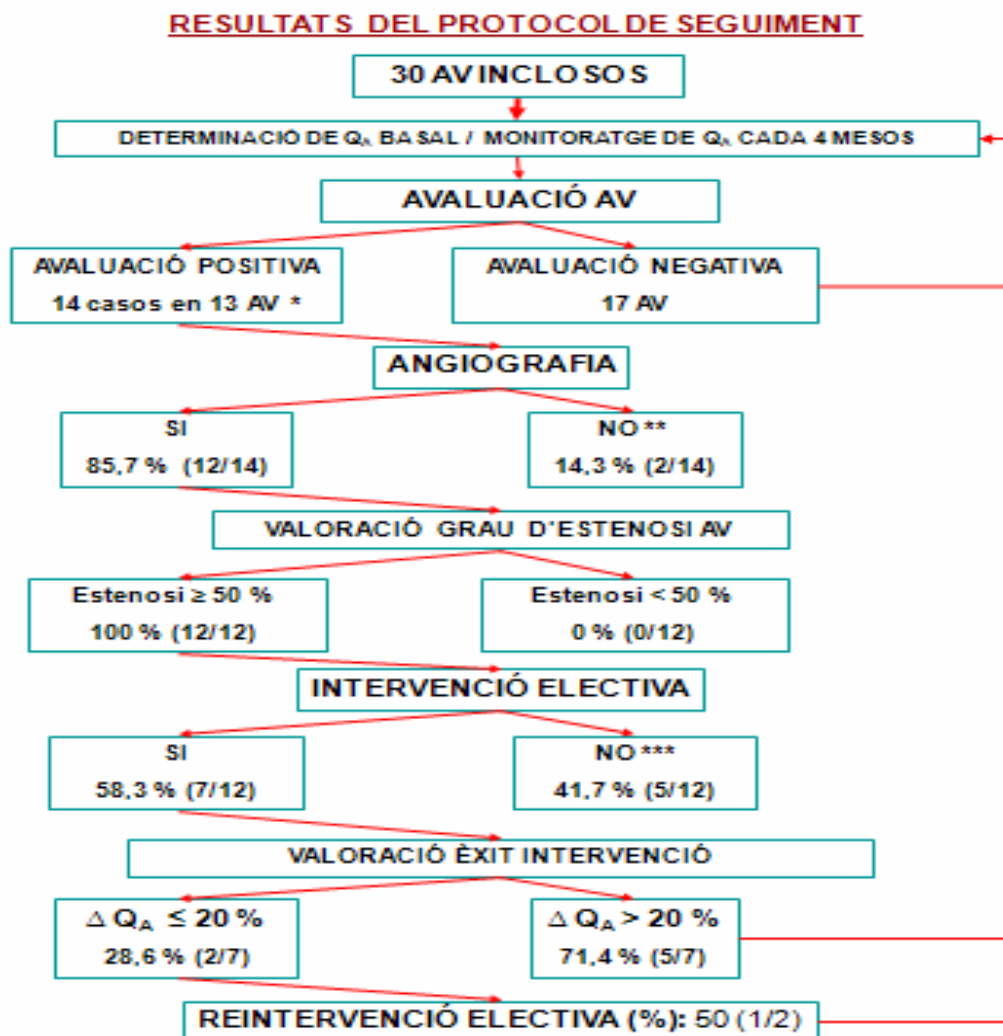 RESULTATS DEL PROTOCOL DE SEGUIMENT
30 AV INCLOSOS
DETERMINACIÓ DE QA BASAL / MONITORATGE DE QA CADA 4 MESOS
AVALUACIÓ AV
AVALUACIÓ POSITIVA
14 casos en 13 AV *
AVALUACIÓ NEGATIVA
17 AV
ANGIOGRAFIA
SI
85,7 % (12/14)
NO **
14,3 % (2/14)
VALORACIÓ GRAU D'ESTENOSI AV
Estenosi ≥ 50 %
100 % (12/12)
Estenosi < 50 %
0 % (0/12)
INTERVENCIÓ ELECTIVA
SI
58,3 % (7/12)
NO ***
41,7 % (5/12)
VALORACIÓ ÈXIT INTERVENCIÓ
Δ QA ≤ 20 %
28,6 % (2/7)
Δ QA > 20 %
71,4 % (5/7)
REINTERVENCIÓ ELECTIVA (%): 50 (1/2)